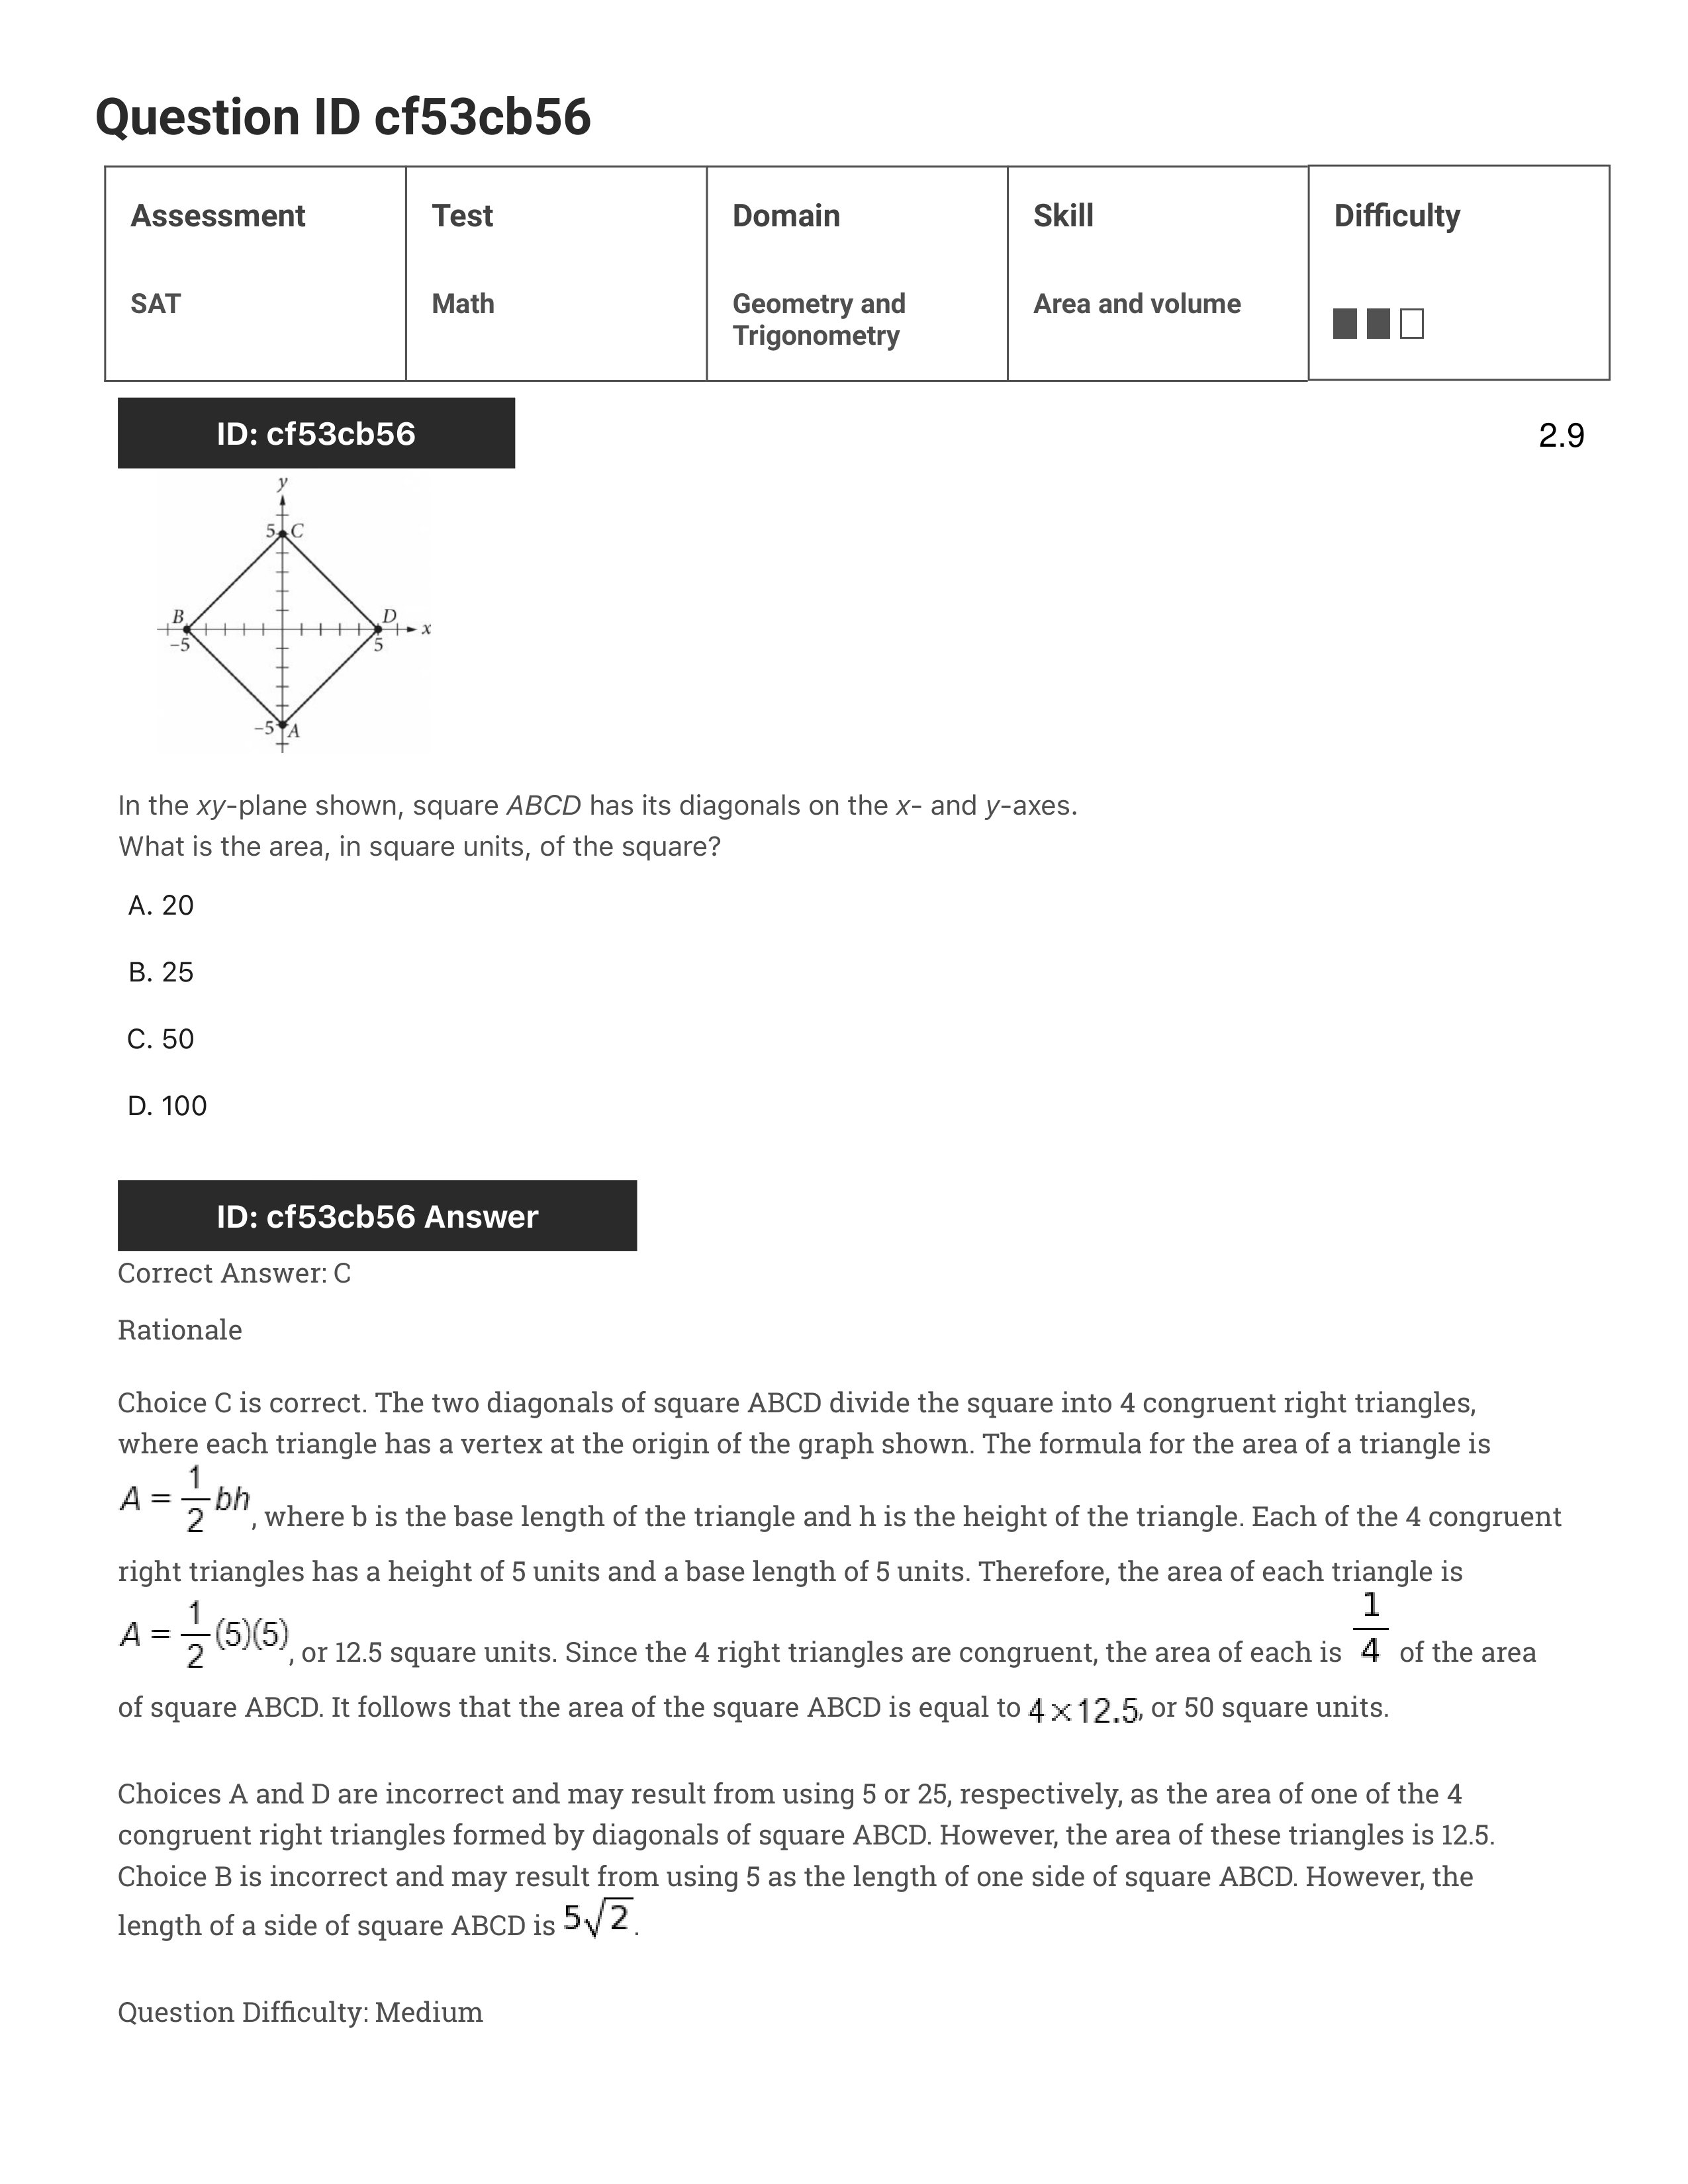 Question ID cf53cb56
Assessment Test Domain Skill Difficulty
SAT Math Geometry and Trigonometry Area and volume
ID: cf53cb56 2.9
y
5 C
B D
x
-5 5
-5 A
In the xy-plane shown, square ABCD has its diagonals on the x- and y-axes.
What is the area, in square units, of the square?
A. 20
B. 25
C. 50
D. 100
ID: cf53cb56 Answer
Correct Answer: C
Rationale
Choice C is correct. The two diagonals of square ABCD divide the square into 4 congruent right triangles,
where each triangle has a vertex at the origin of the graph shown. The formula for the area of a triangle is
A = 1/2 bh, where b is the base length of the triangle and h is the height of the triangle. Each of the 4 congruent
right triangles has a height of 5 units and a base length of 5 units. Therefore, the area of each triangle is
A = 1/2 (5)(5), or 12.5 square units. Since the 4 right triangles are congruent, the area of each is 1/4 of the area
of square ABCD. It follows that the area of the square ABCD is equal to 4×12.5, or 50 square units.
Choices A and D are incorrect and may result from using 5 or 25, respectively, as the area of one of the 4
congruent right triangles formed by diagonals of square ABCD. However, the area of these triangles is 12.5.
Choice B is incorrect and may result from using 5 as the length of one side of square ABCD. However, the
length of a side of square ABCD is 5√2.
Question Difficulty: Medium